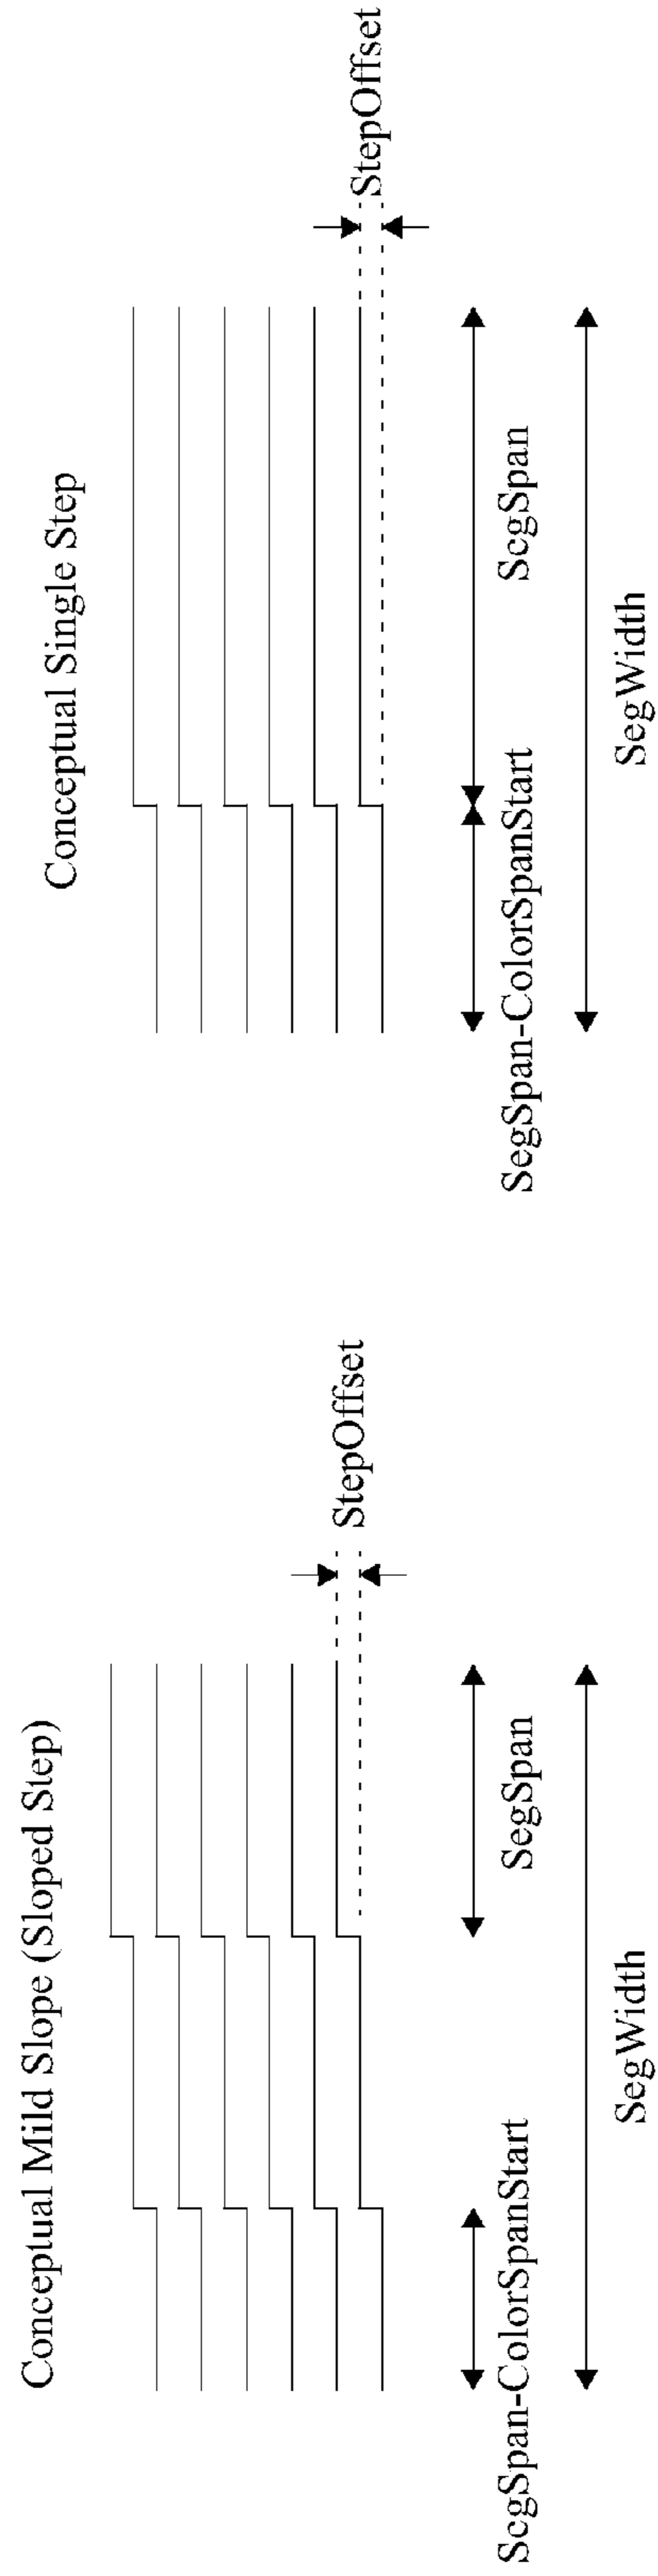 Conceptual Mild Slope (Sloped Step)
StepOffset
ScgSpan-ColorSpanStart
SegSpan
SegWidth
Conceptual Single Step
StepOffset
SegSpan-ColorSpanStart
ScgSpan
SegWidth